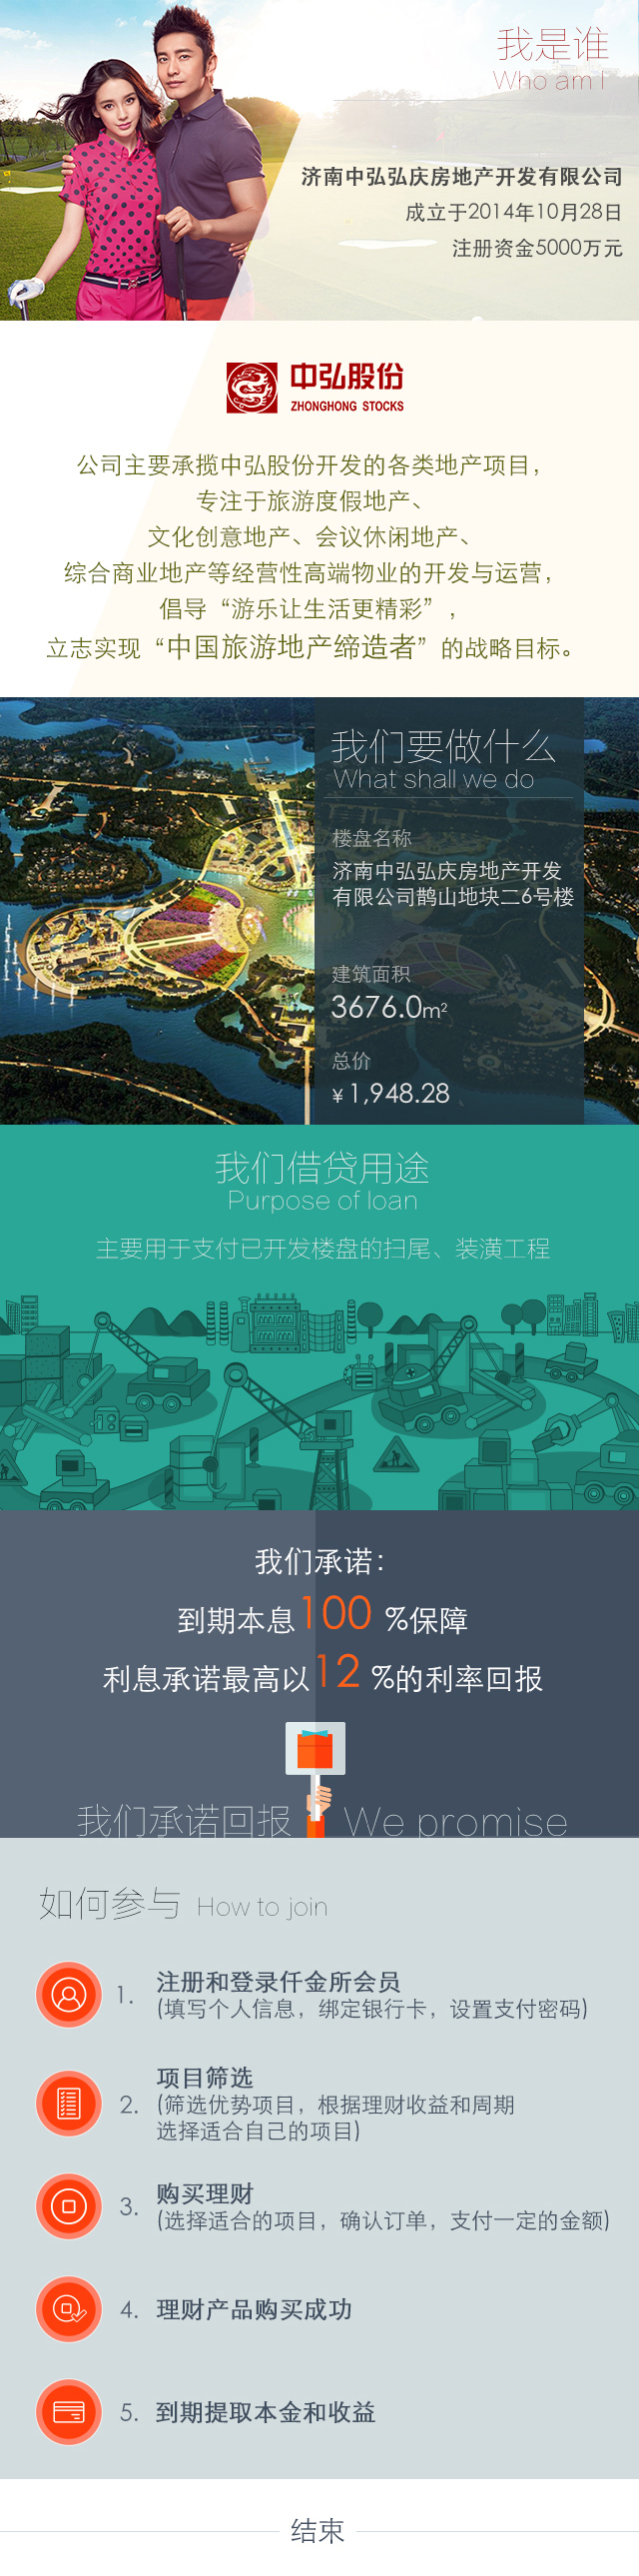 我是谁
Who am I
济南中弘弘庆房地产开发有限公司
成立于2014年10月28日
注册资金5000万元
中弘股份
ZHONGHONG STOCKS
公司主要承揽中弘股份开发的各类地产项目，
专注于旅游度假地产、
文化创意地产、会议休闲地产、
综合商业地产等经营性高端物业的开发与运营，
倡导“游乐让生活更精彩”，
立志实现“中国旅游地产缔造者”的战略目标。
我们要做什么
What shall we do
楼盘名称
济南中弘弘庆房地产开发
有限公司鹊山地块二6号楼
建筑面积
3676.0m²
总价
¥1,948.28
我们借贷用途
Purpose of loan
主要用于支付已开发楼盘的扫尾、装潢工程
我们承诺：
到期本息100 %保障
利息承诺最高以12 %的利率回报
我们承诺回报 We promise
如何参与 How to join
1. 注册和登录仟金所会员
(填写个人信息，绑定银行卡，设置支付密码)
项目筛选
2. (筛选优势项目，根据理财收益和周期
选择适合自己的项目)
3. 购买理财
(选择适合的项目，确认订单，支付一定的金额)
4. 理财产品购买成功
5. 到期提取本金和收益
结束